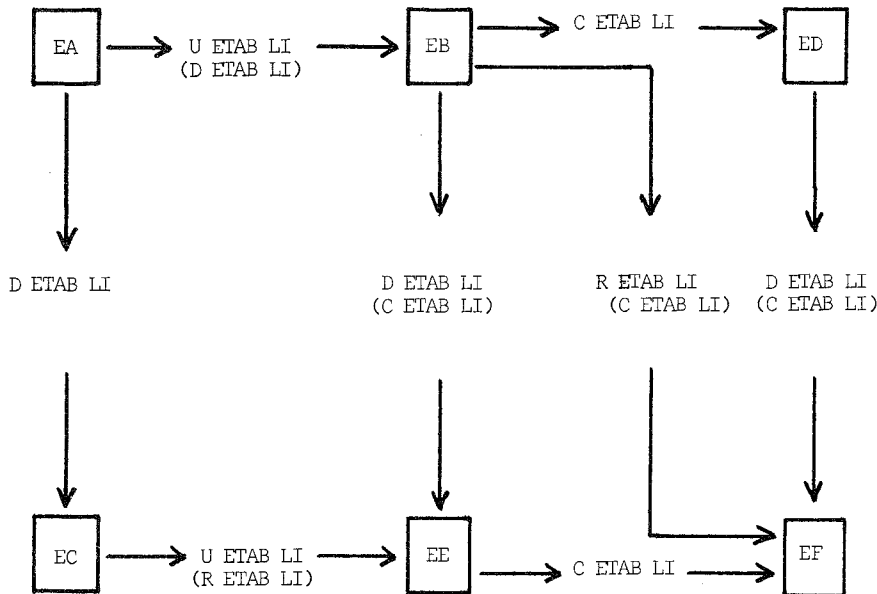 EA
U ETAB LI
(D ETAB LI)
EB
C ETAB LI
ED
D ETAB LI
D ETAB LI
(C ETAB LI)
R ETAB LI
(C ETAB LI)
D ETAB LI
(C ETAB LI)
EC
U ETAB LI
(R ETAB LI)
EE
C ETAB LI
EF